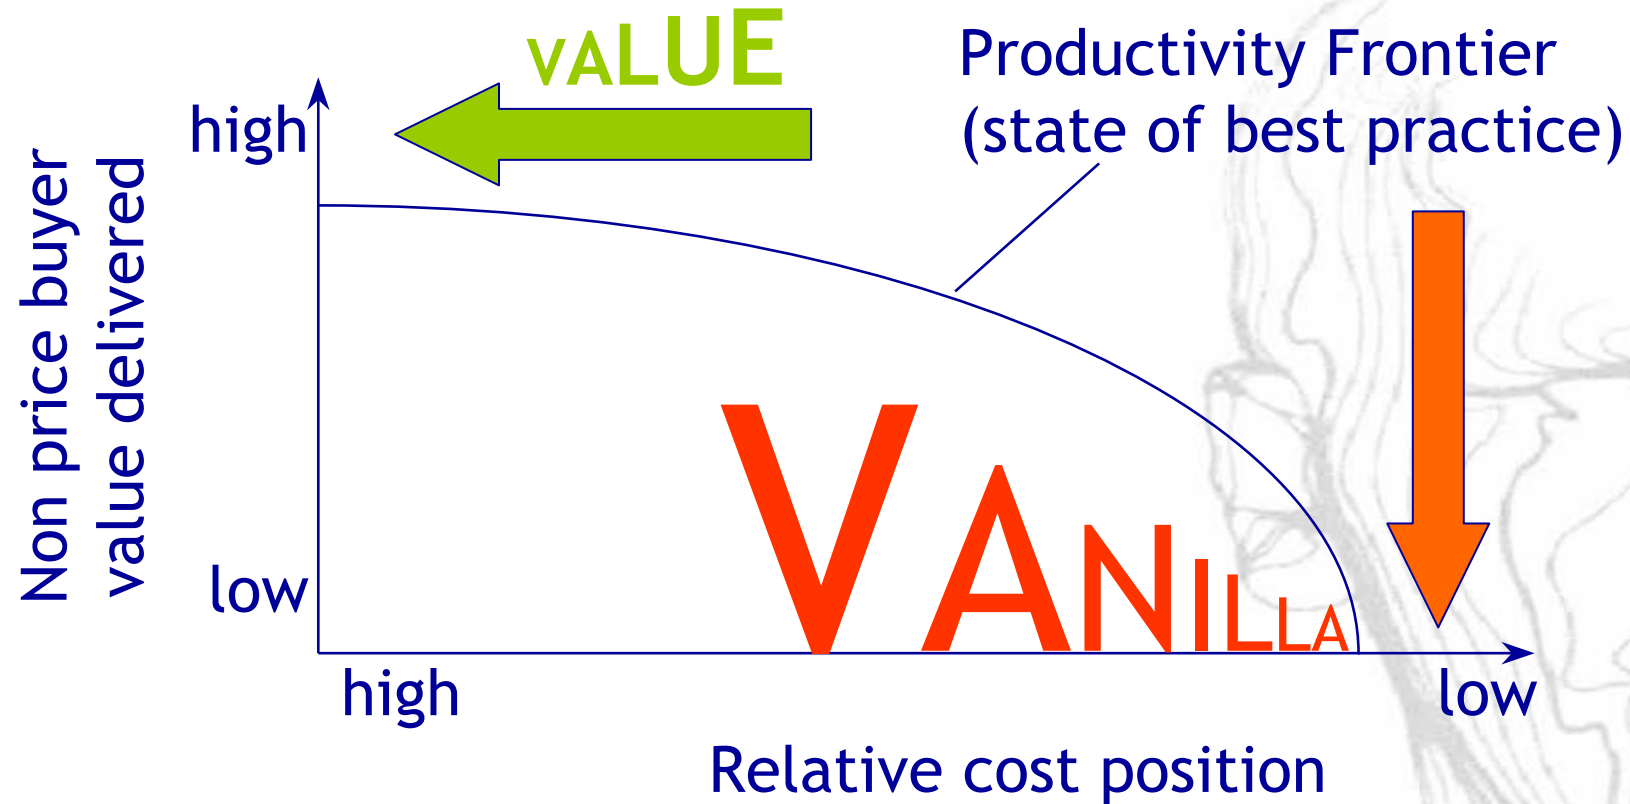 VALUE
Productivity Frontier
(state of best practice)
high
Non price buyer
value delivered
low
VANILLA
high
low
Relative cost position